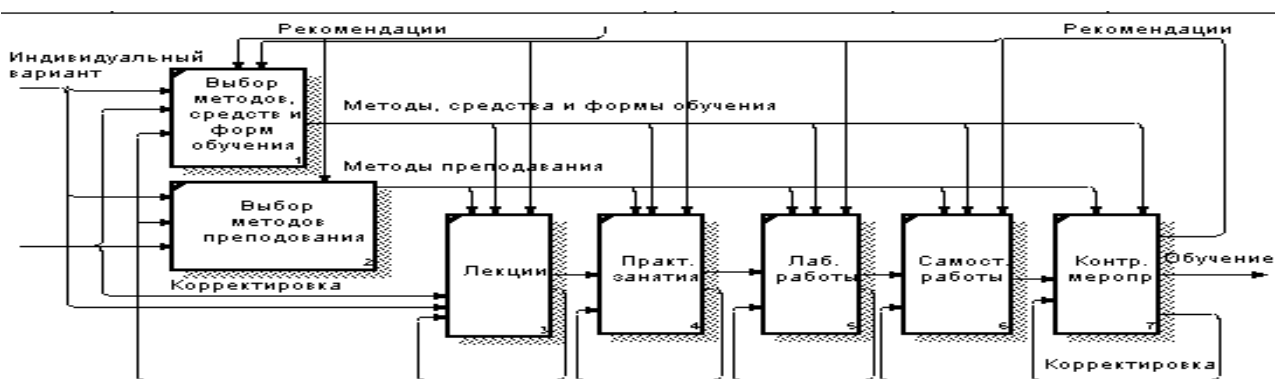 Рекомендации
Рекомендации
Индивидуальный
вариант
Выбор
методов,
средств и
форм
обучения
1
Методы, средства и формы обучения
Методы преподавания
Выбор
методов
преподования
2
Корректировка
Лекции
3
Практ.
занятия
4
Лаб.
работы
5
Самост.
работы
6
Контр.
меропр
7
Обучение
Корректировка